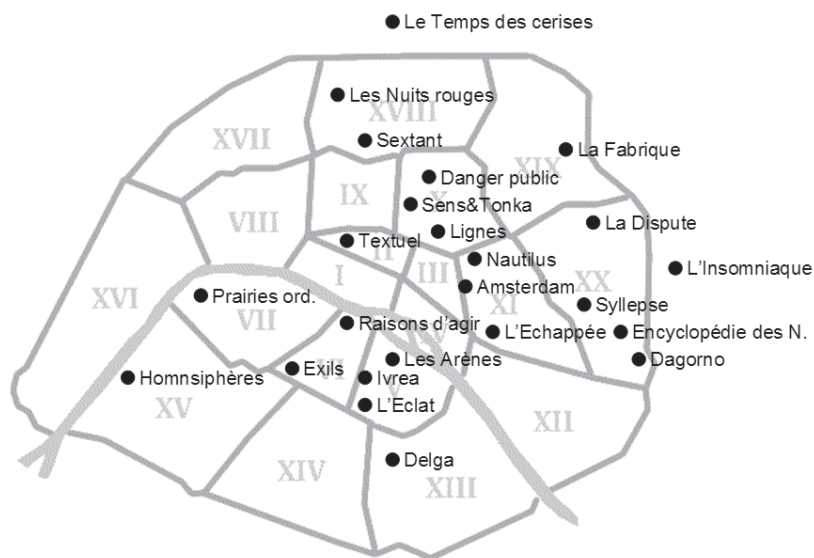 Le Temps des cerises
Les Nuits rouges
XVIII
XVII
Sextant
La Fabrique
XIX
Danger public
IX
X
Sens&Tonka
VIII
La Dispute
Lignes
Textuel
II
Nautilus
L'Insomniaque
I
III
XX
Amsterdam
XVI
Prairies ord.
XI
Syllepse
VII
Raisons d'agir
IV
L'Echappée
Encyclopédie des N.
Les Arènes
Dagorno
Exils
VI
Homnsiphères
Ivrea
V
XV
L'Eclat
XII
Delga
XIV
XIII